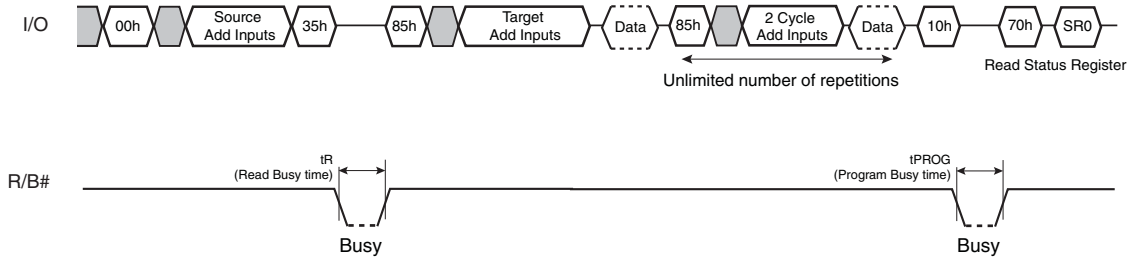 I/O
00h
Source
Add Inputs
35h
85h
Target
Add Inputs
Data
85h
2 Cycle
Add Inputs
Data
10h
70h
SR0
Unlimited number of repetitions
Read Status Register
R/B#
tR
(Read Busy time)
Busy
tPROG
(Program Busy time)
Busy